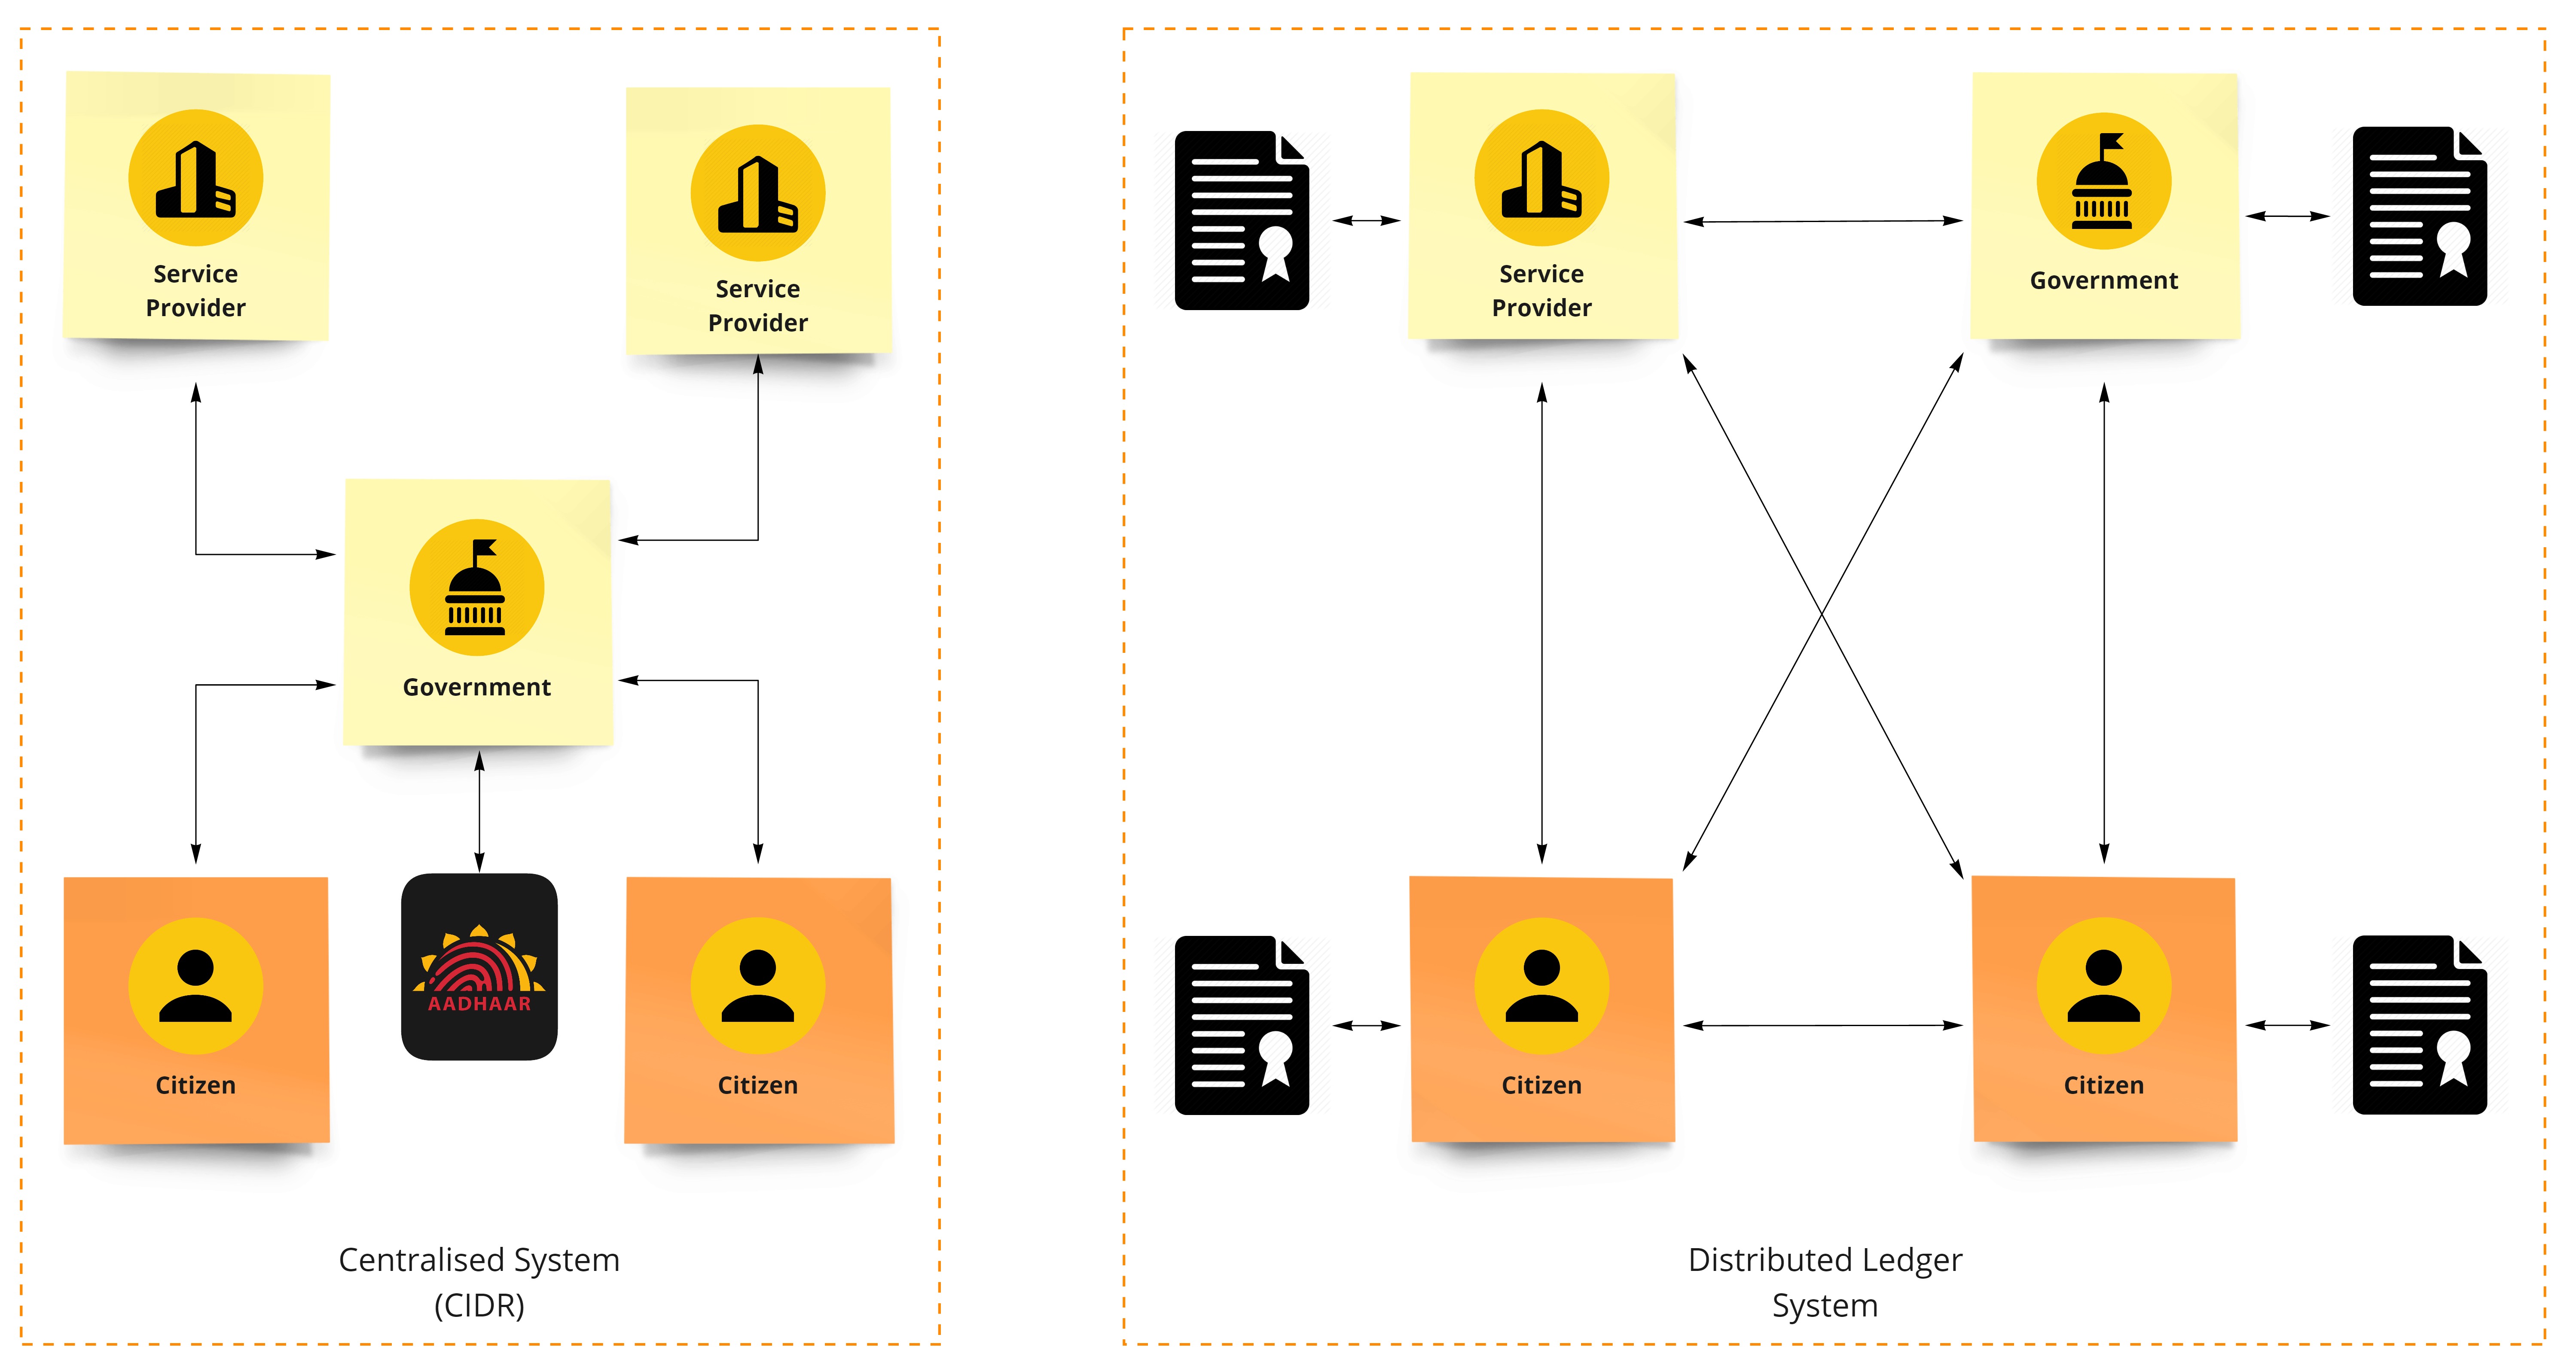 Service
Provider
Service
Provider
Government
Citizen
AADHAAR
Citizen
Centralised System
(CIDR)
Service
Provider
Government
Citizen
Citizen
Distributed Ledger
System